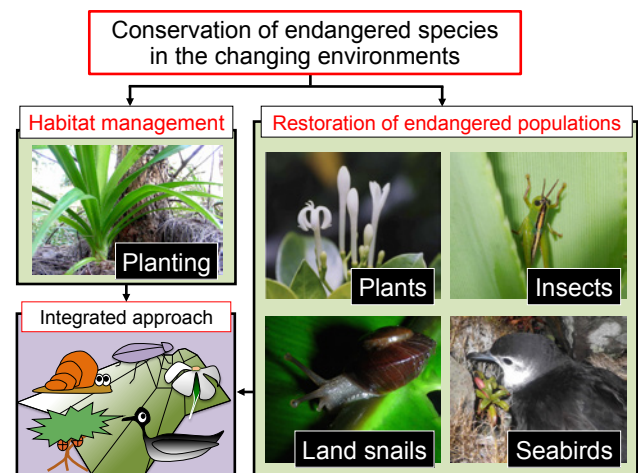 Conservation of endangered species
in the changing environments
Habitat management
Planting
Restoration of endangered populations
Plants
Insects
Land snails
Seabirds
Integrated approach